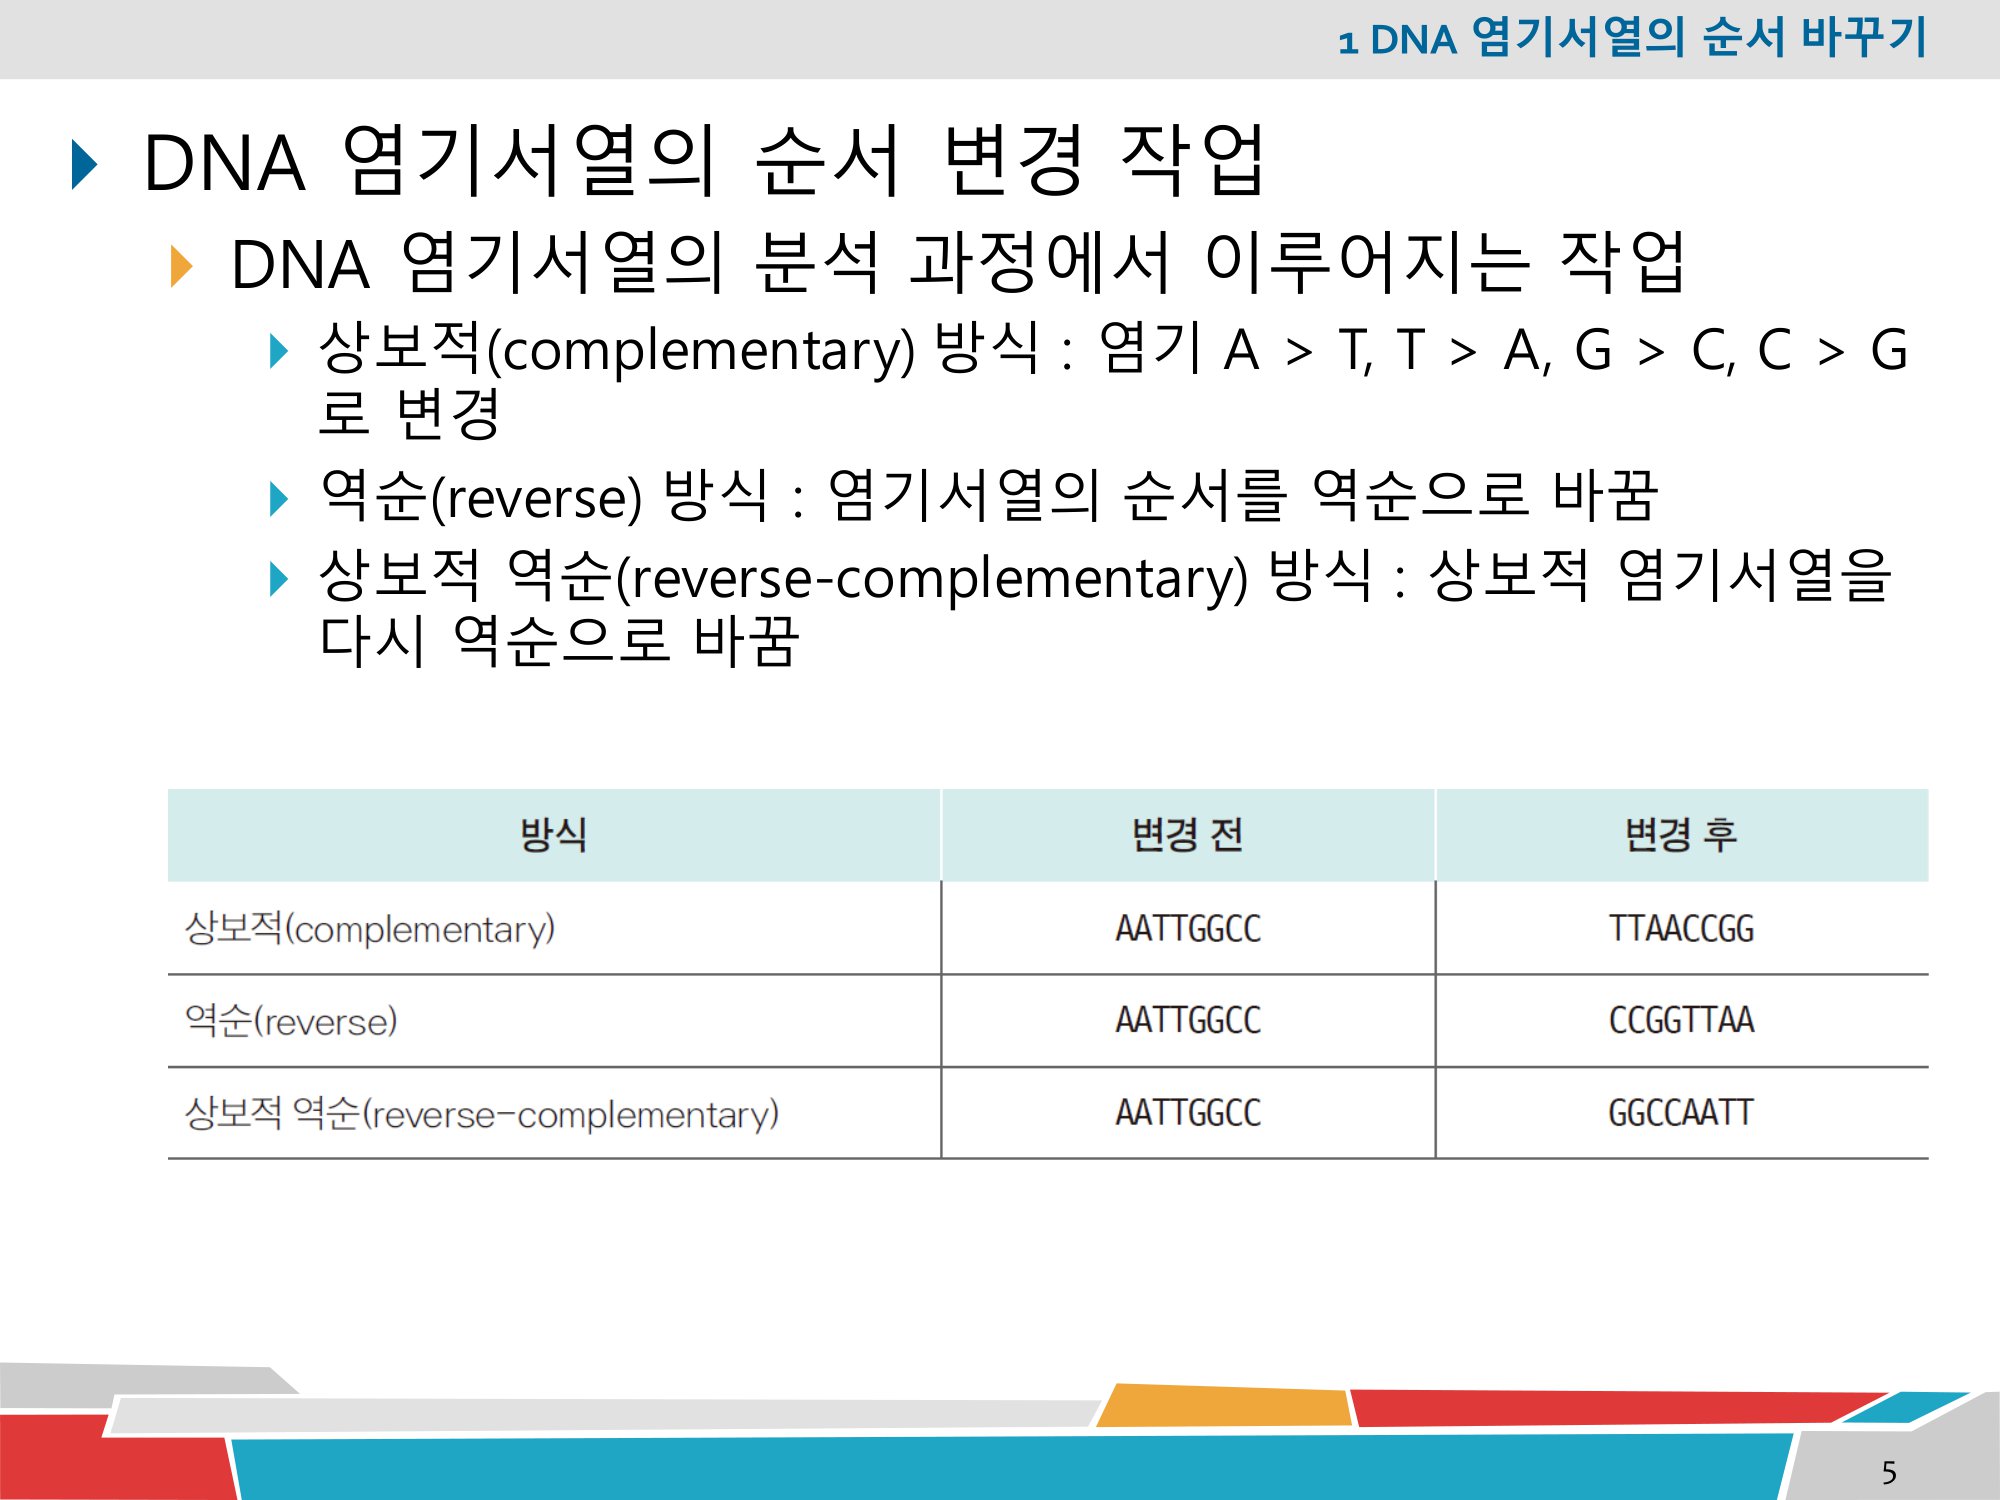 1 DNA 염기서열의 순서 바꾸기
DNA 염기서열의 순서 변경 작업
DNA 염기서열의 분석 과정에서 이루어지는 작업
상보적(complementary) 방식 : 염기 A > T, T > A, G > C, C > G
로 변경
역순(reverse) 방식 : 염기서열의 순서를 역순으로 바꿈
상보적 역순(reverse-complementary) 방식 : 상보적 염기서열을
다시 역순으로 바꿈
방식 변경 전 변경 후
상보적(complementary) AATTGGCC TTAACCGG
역순(reverse) AATTGGCC CCGGTTAA
상보적 역순(reverse-complementary) AATTGGCC GGCCAATT
5